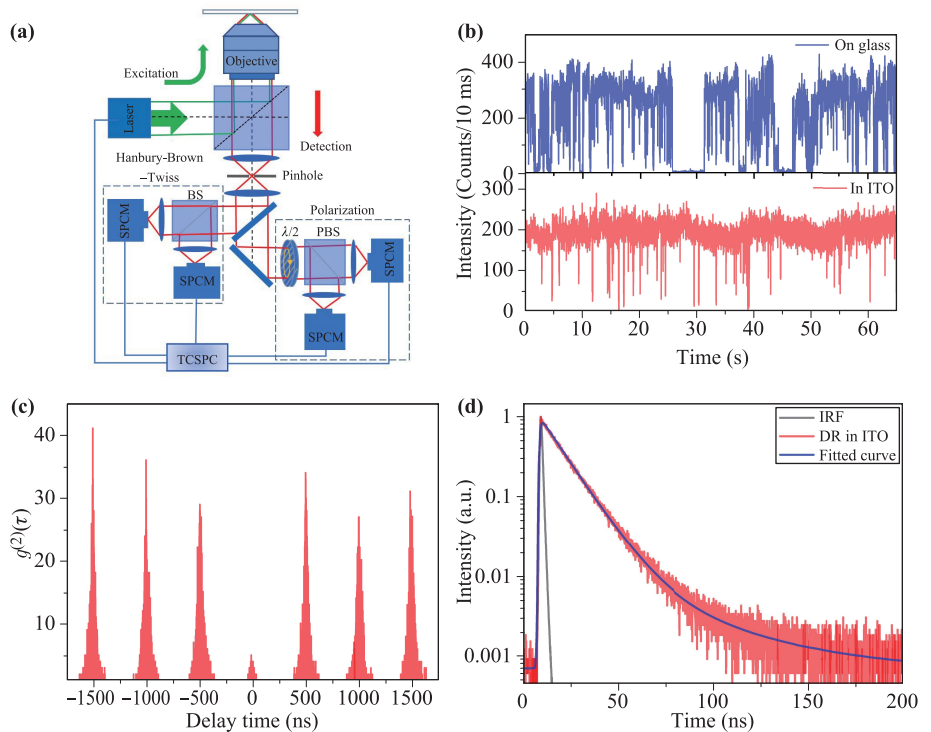 (a)
Objective
Excitation
Laser
Detection
Hanbury-Brown
−Twiss
Pinhole
BS
SPCM
SPCM
Polarization
λ/2
PBS
SPCM
SPCM
TCSPC
(b)
On glass
400
200
0
In ITO
300
200
100
0
Intensity (Counts/10 ms)
0 10 20 30 40 50 60
Time (s)
(c)
40
30
20
10
g(2)(τ)
−1500 −1000 −500 0 500 1000 1500
Delay time (ns)
(d)
IRF
DR in ITO
Fitted curve
1
0.1
0.01
0.001
Intensity (a.u.)
0 50 100 150 200
Time (ns)